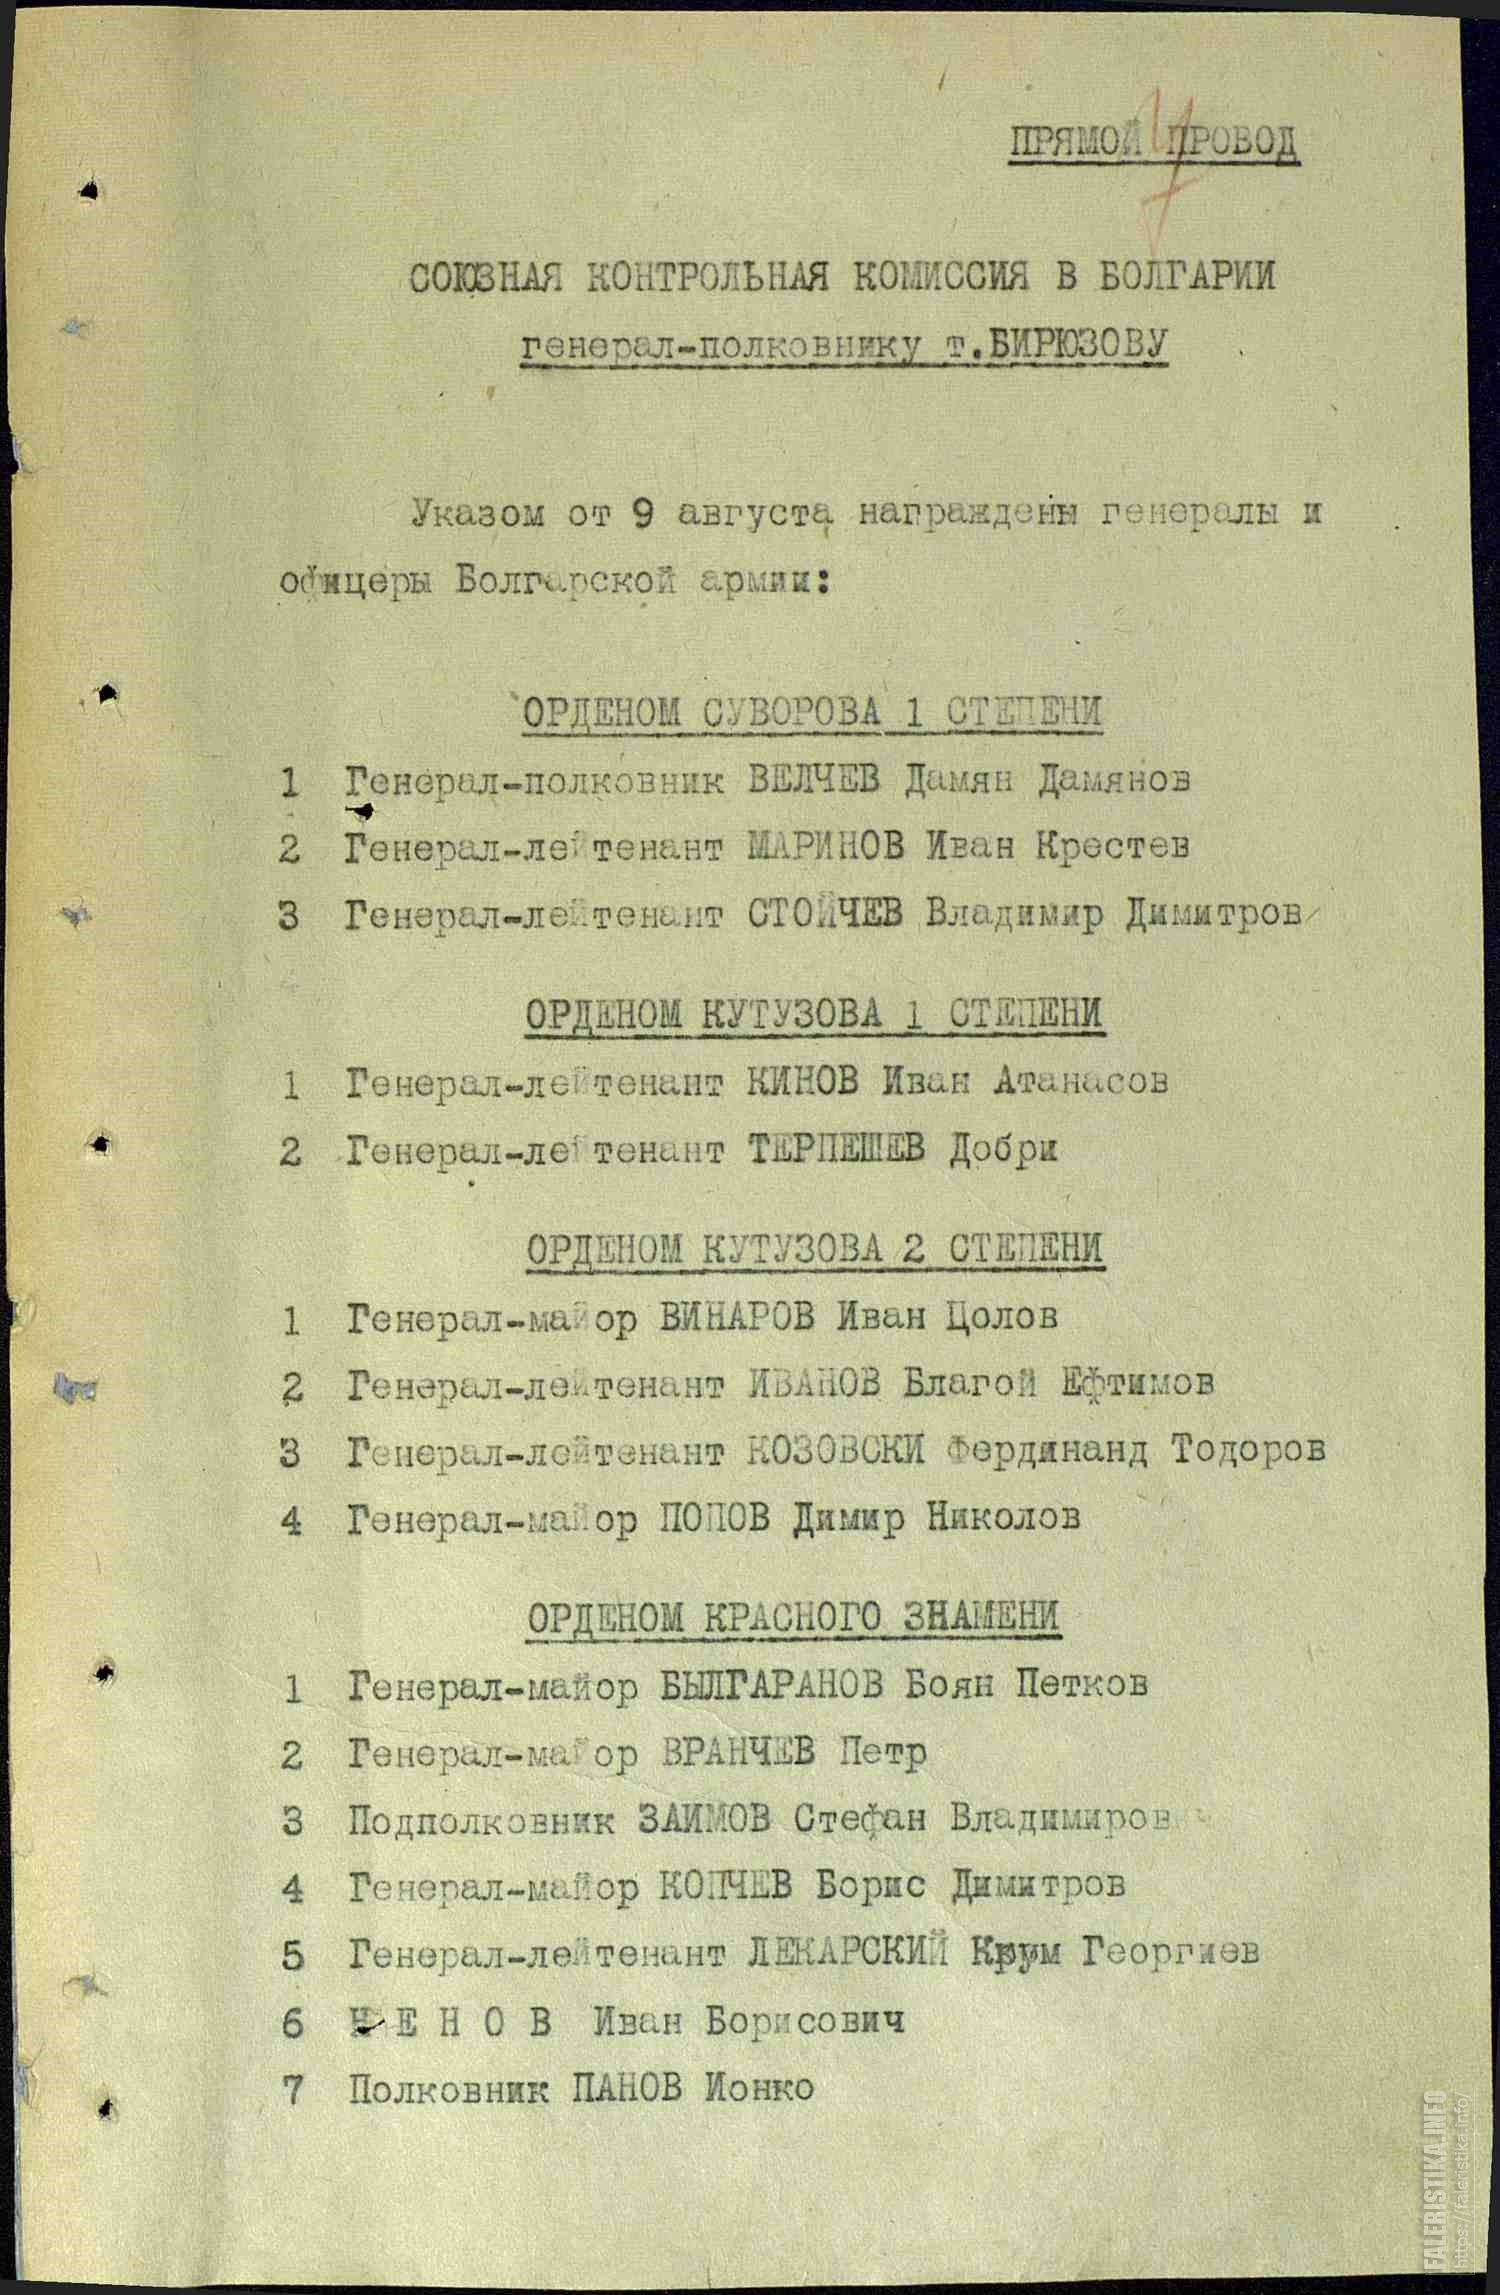 ПРЯМОЙ ПРОВОД
СОЮЗНАЯ КОНТРОЛЬНАЯ КОМИССИЯ В БОЛГАРИИ
генерал-полковнику т.БИРЮЗОВУ
Указом от 9 августа награждены генералы и
офицеры Болгарской армии:
ОРДЕНОМ СУВОРОВА 1 СТЕПЕНИ
1 Генерал-полковник ВЕЛЧЕВ Дамян Дамянов
2 Генерал-лейтенант МАРИНОВ Иван Крестев
3 Генерал-лейтенант СТОЙЧЕВ Владимир Димитров
ОРДЕНОМ КУТУЗОВА 1 СТЕПЕНИ
1 Генерал-лейтенант КИНОВ Иван Атанасов
2 Генерал-лейтенант ТЕРПЕШЕВ Добри
ОРДЕНОМ КУТУЗОВА 2 СТЕПЕНИ
1 Генерал-майор ВИНАРОВ Иван Цолов
2 Генерал-лейтенант ИВАНОВ Благой Ефтимов
3 Генерал-лейтенант КОЗОВСКИ Фердинанд Тодоров
4 Генерал-майор ПОПОВ Димир Николов
ОРДЕНОМ КРАСНОГО ЗНАМЕНИ
1 Генерал-майор БЫЛГАРАНОВ Боян Петков
2 Генерал-майор ВРАНЧЕВ Петр
3 Подполковник ЗАИМОВ Стефан Владимирович
4 Генерал-майор КОПЧЕВ Борис Димитров
5 Генерал-лейтенант ЛЕКАРСКИЙ Крум Георгиев
6 Н Е Н О В Иван Борисович
7 Полковник ПАНОВ Ионко
FALERISTIKA.INFO
https://faleristika.info/